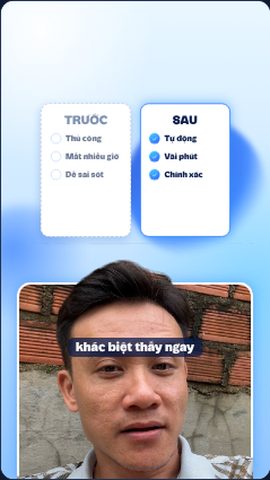 TRƯỚC
Thủ công
Mất nhiều giờ
Dễ sai sót
SAU
Tự động
Vài phút
Chính xác
khác biệt thấy ngay